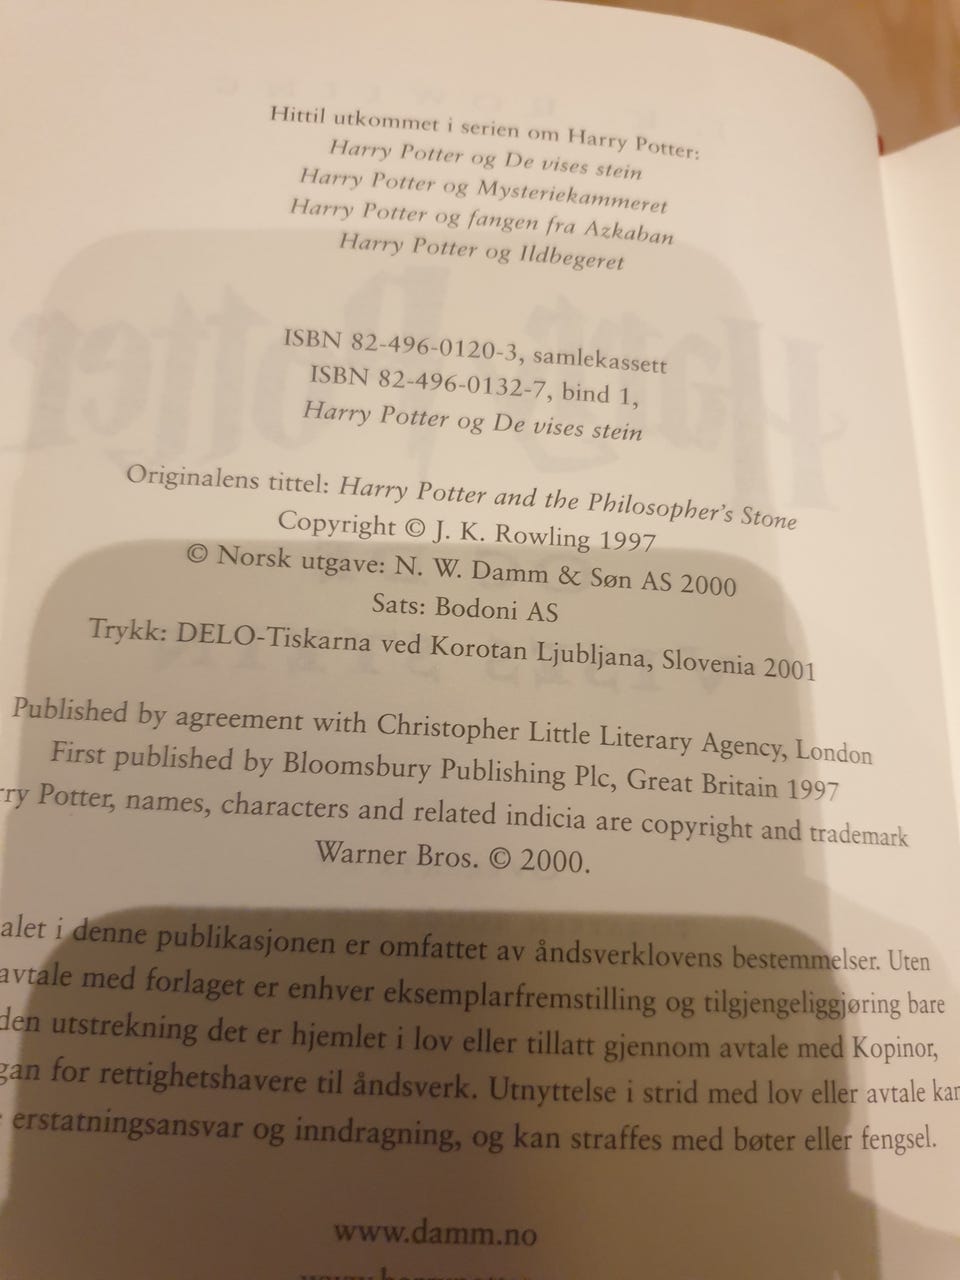 Hittil utkommet i serien om Harry Potter:
Harry Potter og De vises stein
Harry Potter og Mysteriekammeret
Harry Potter og fangen fra Azkaban
Harry Potter og Ildbegeret
ISBN 82-496-0120-3, samlekassett
ISBN 82-496-0132-7, bind 1,
Harry Potter og De vises stein
Originalens tittel: Harry Potter and the Philosopher's Stone
Copyright © J. K. Rowling 1997
© Norsk utgave: N. W. Damm & Søn AS 2000
Sats: Bodoni AS
Trykk: DELO-Tiskarna ved Korotan Ljubljana, Slovenia 2001
Published by agreement with Christopher Little Literary Agency, London
First published by Bloomsbury Publishing Plc, Great Britain 1997
rry Potter, names, characters and related indicia are copyright and trademark
Warner Bros. © 2000.
alet i denne publikasjonen er omfattet av åndsverklovens bestemmelser. Uten
avtale med forlaget er enhver eksemplarfremstilling og tilgjengeliggjøring bare
den utstrekning det er hjemlet i lov eller tillatt gjennom avtale med Kopinor,
gan for rettighetshavere til åndsverk. Utnyttelse i strid med lov eller avtale kan
erstatningsansvar og inndragning, og kan straffes med bøter eller fengsel.
www.damm.no